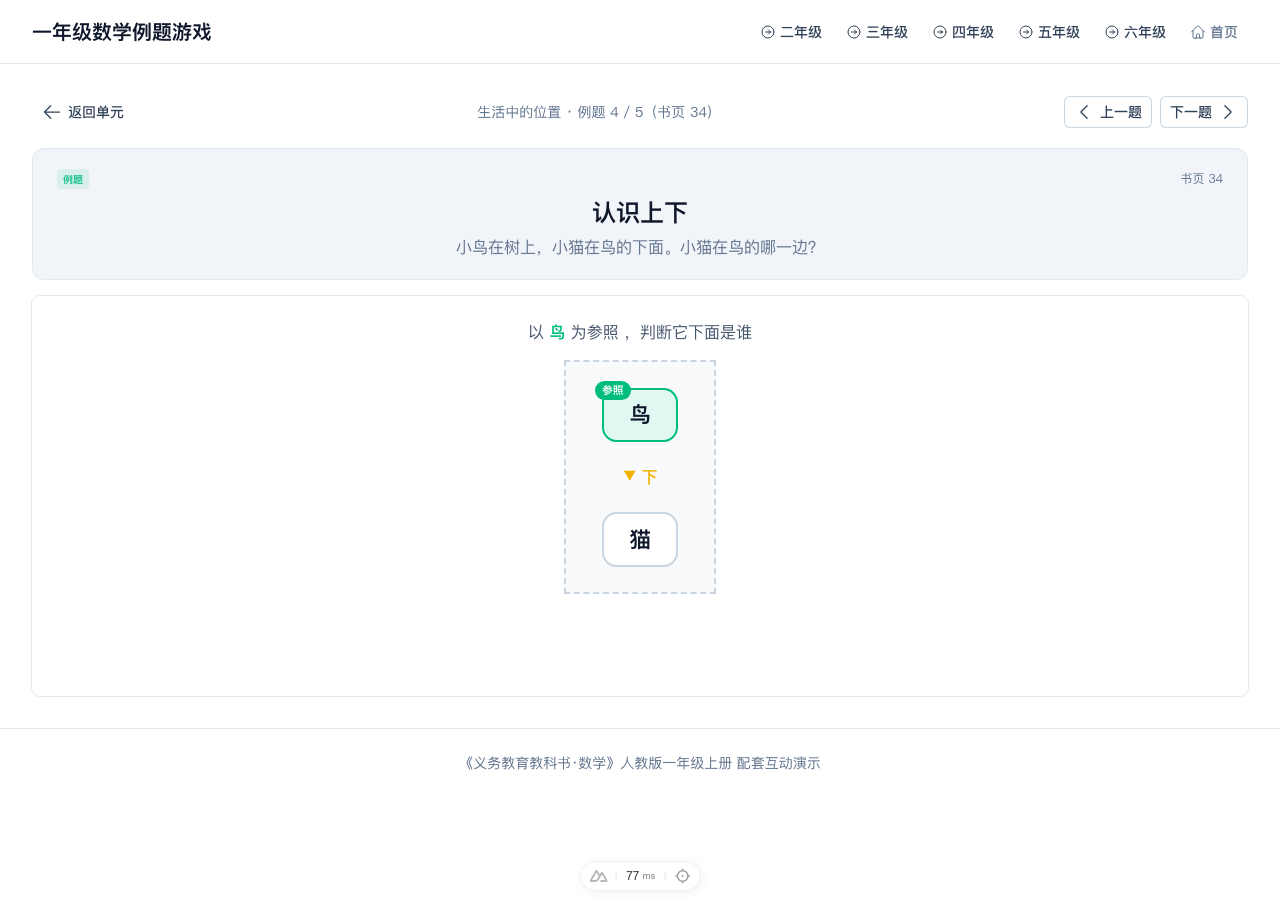 一年级数学例题游戏
二年级 三年级 四年级 五年级 六年级 首页
返回单元
生活中的位置 · 例题 4 / 5（书页 34）
上一题 下一题
例题
书页 34
认识上下
小鸟在树上，小猫在鸟的下面。小猫在鸟的哪一边？
以 鸟 为参照 ，判断它下面是谁
参照
鸟
▼ 下
猫
《义务教育教科书·数学》人教版一年级上册 配套互动演示
77 ms